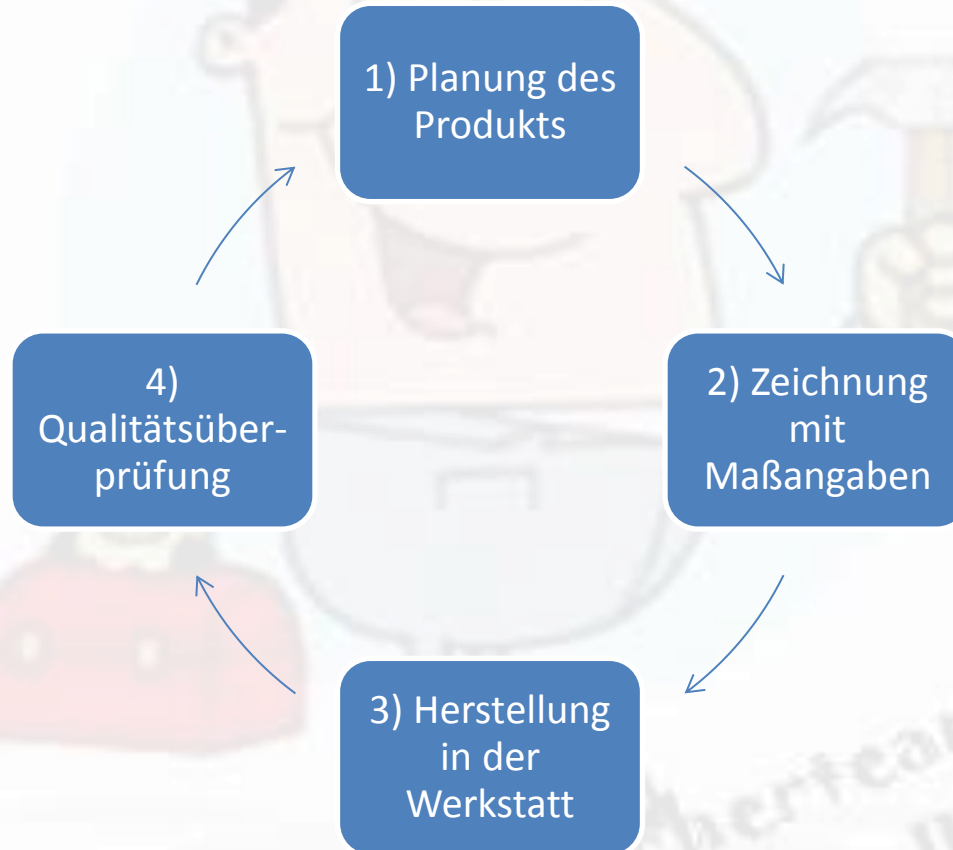 1) Planung des
Produkts
2) Zeichnung
mit
Maßangaben
3) Herstellung
in der
Werkstatt
4)
Qualitätsüber-
prüfung